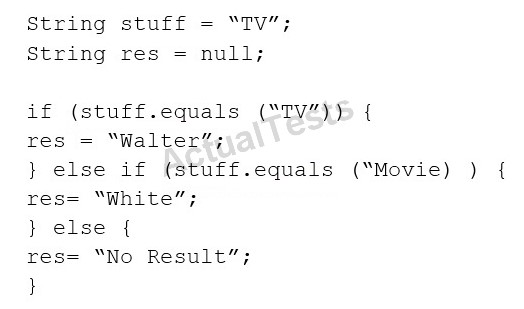 String stuff = “TV”;
String res = null;
if (stuff.equals (“TV”)) {
res = “Walter”;
} else if (stuff.equals (“Movie) ) {
res= “White”;
} else {
res= “No Result”;
}
ActualTests